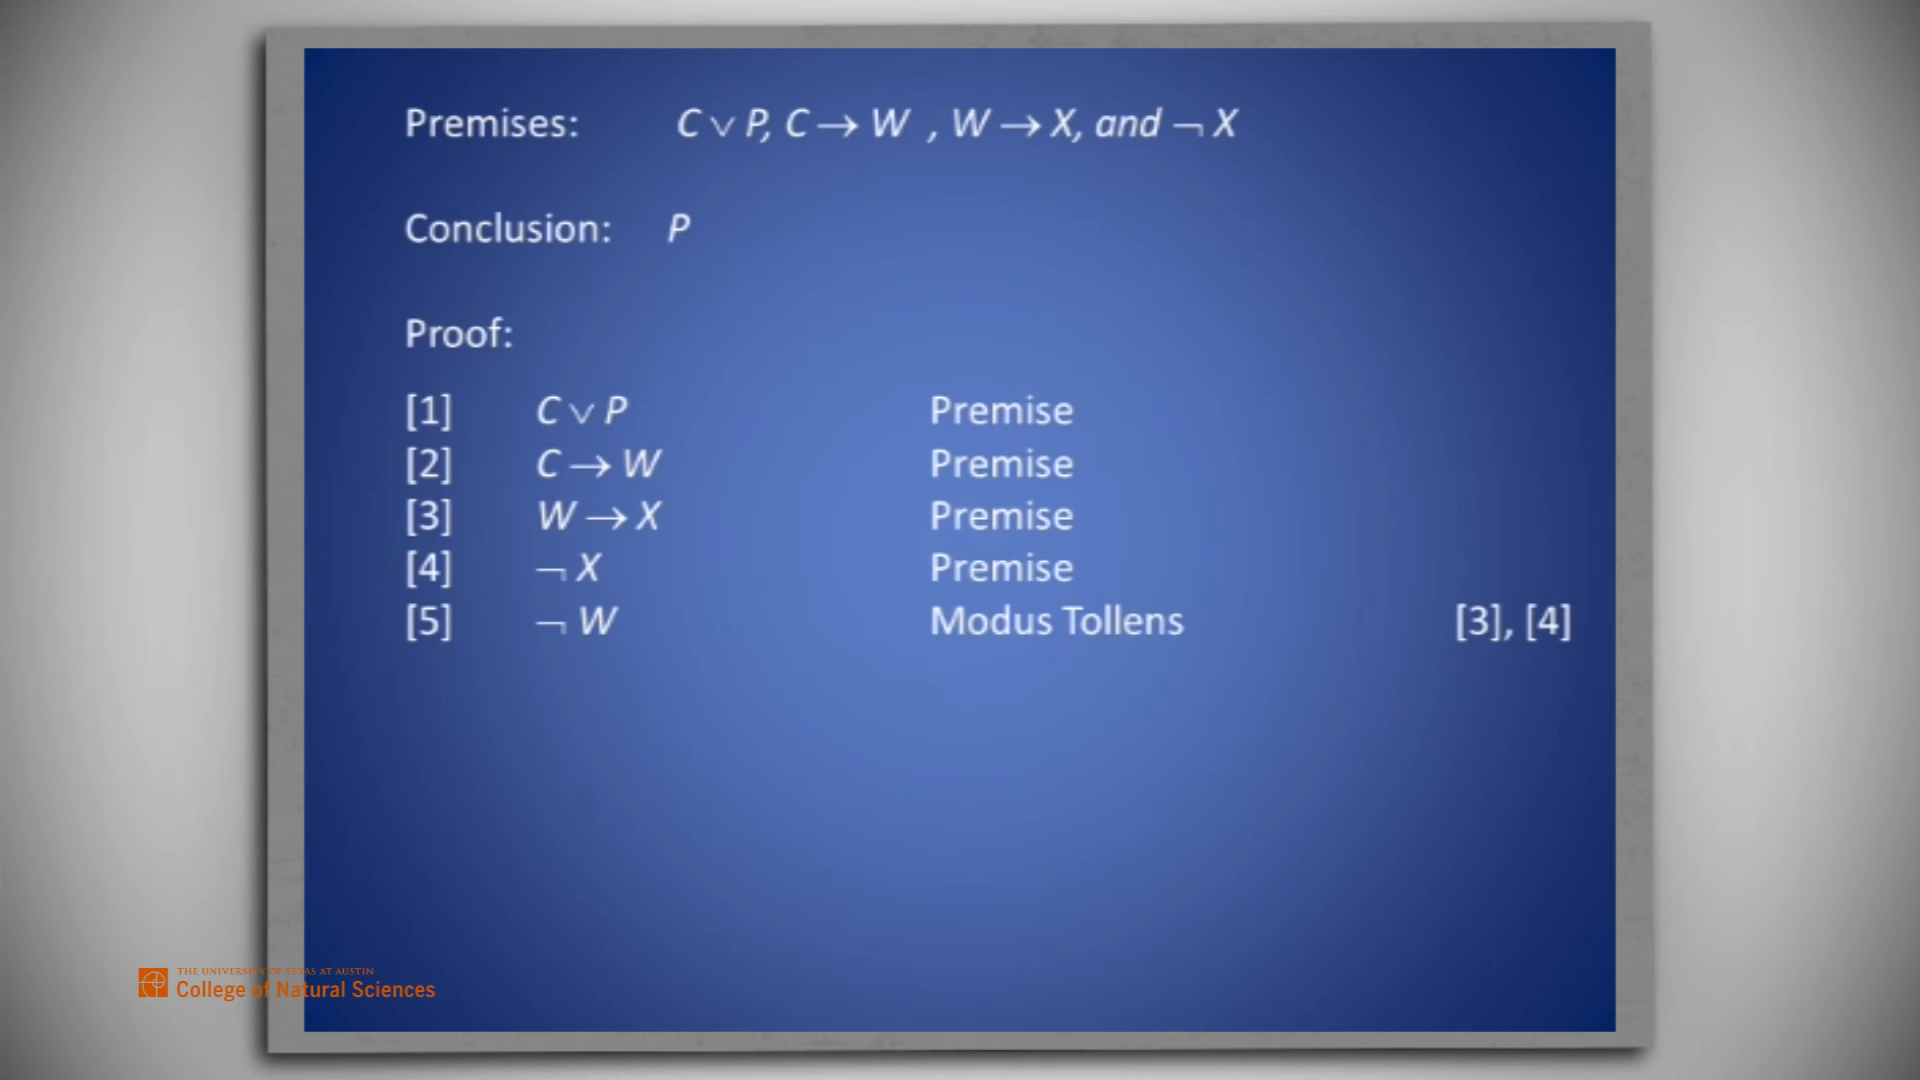 Premises: C ∨ P, C → W , W → X, and ¬ X
Conclusion: P
Proof:
[1] C ∨ P Premise
[2] C → W Premise
[3] W → X Premise
[4] ¬ X Premise
[5] ¬ W Modus Tollens [3], [4]
THE UNIVERSITY OF TEXAS AT AUSTIN
College of Natural Sciences